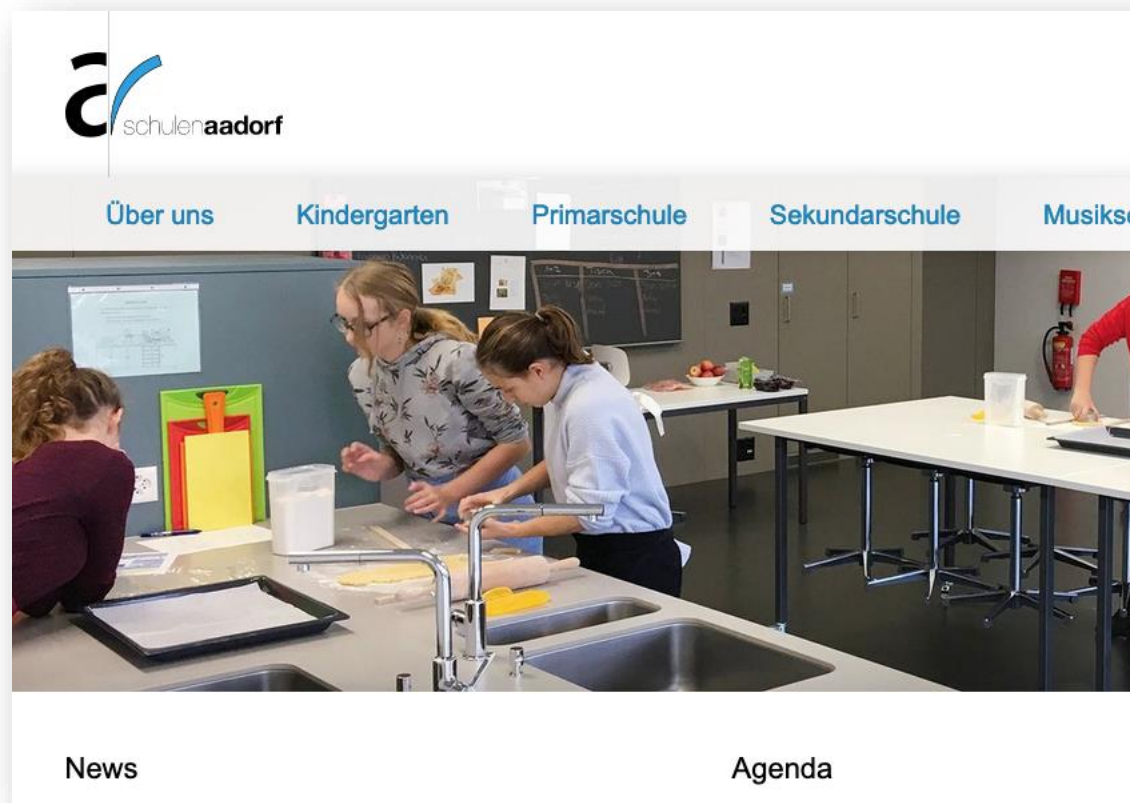 schulenaadorf
Über uns
Kindergarten
Primarschule
Sekundarschule
News
Agenda